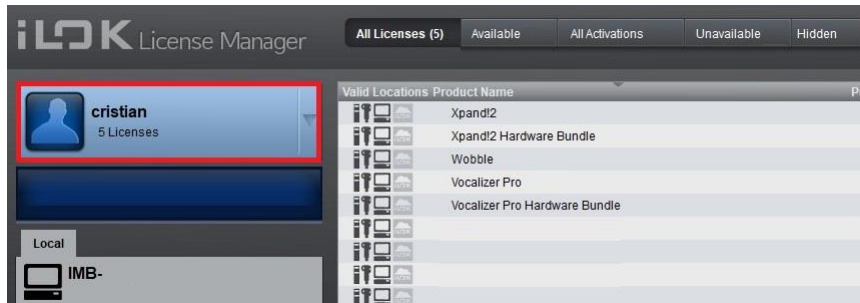 iLOK License Manager
All Licenses (5) Available All Activations Unavailable Hidden
cristian
5 Licenses
Valid Locations Product Name P
Xpand!2
Xpand!2 Hardware Bundle
Wobble
Vocalizer Pro
Vocalizer Pro Hardware Bundle
Local
IMB-